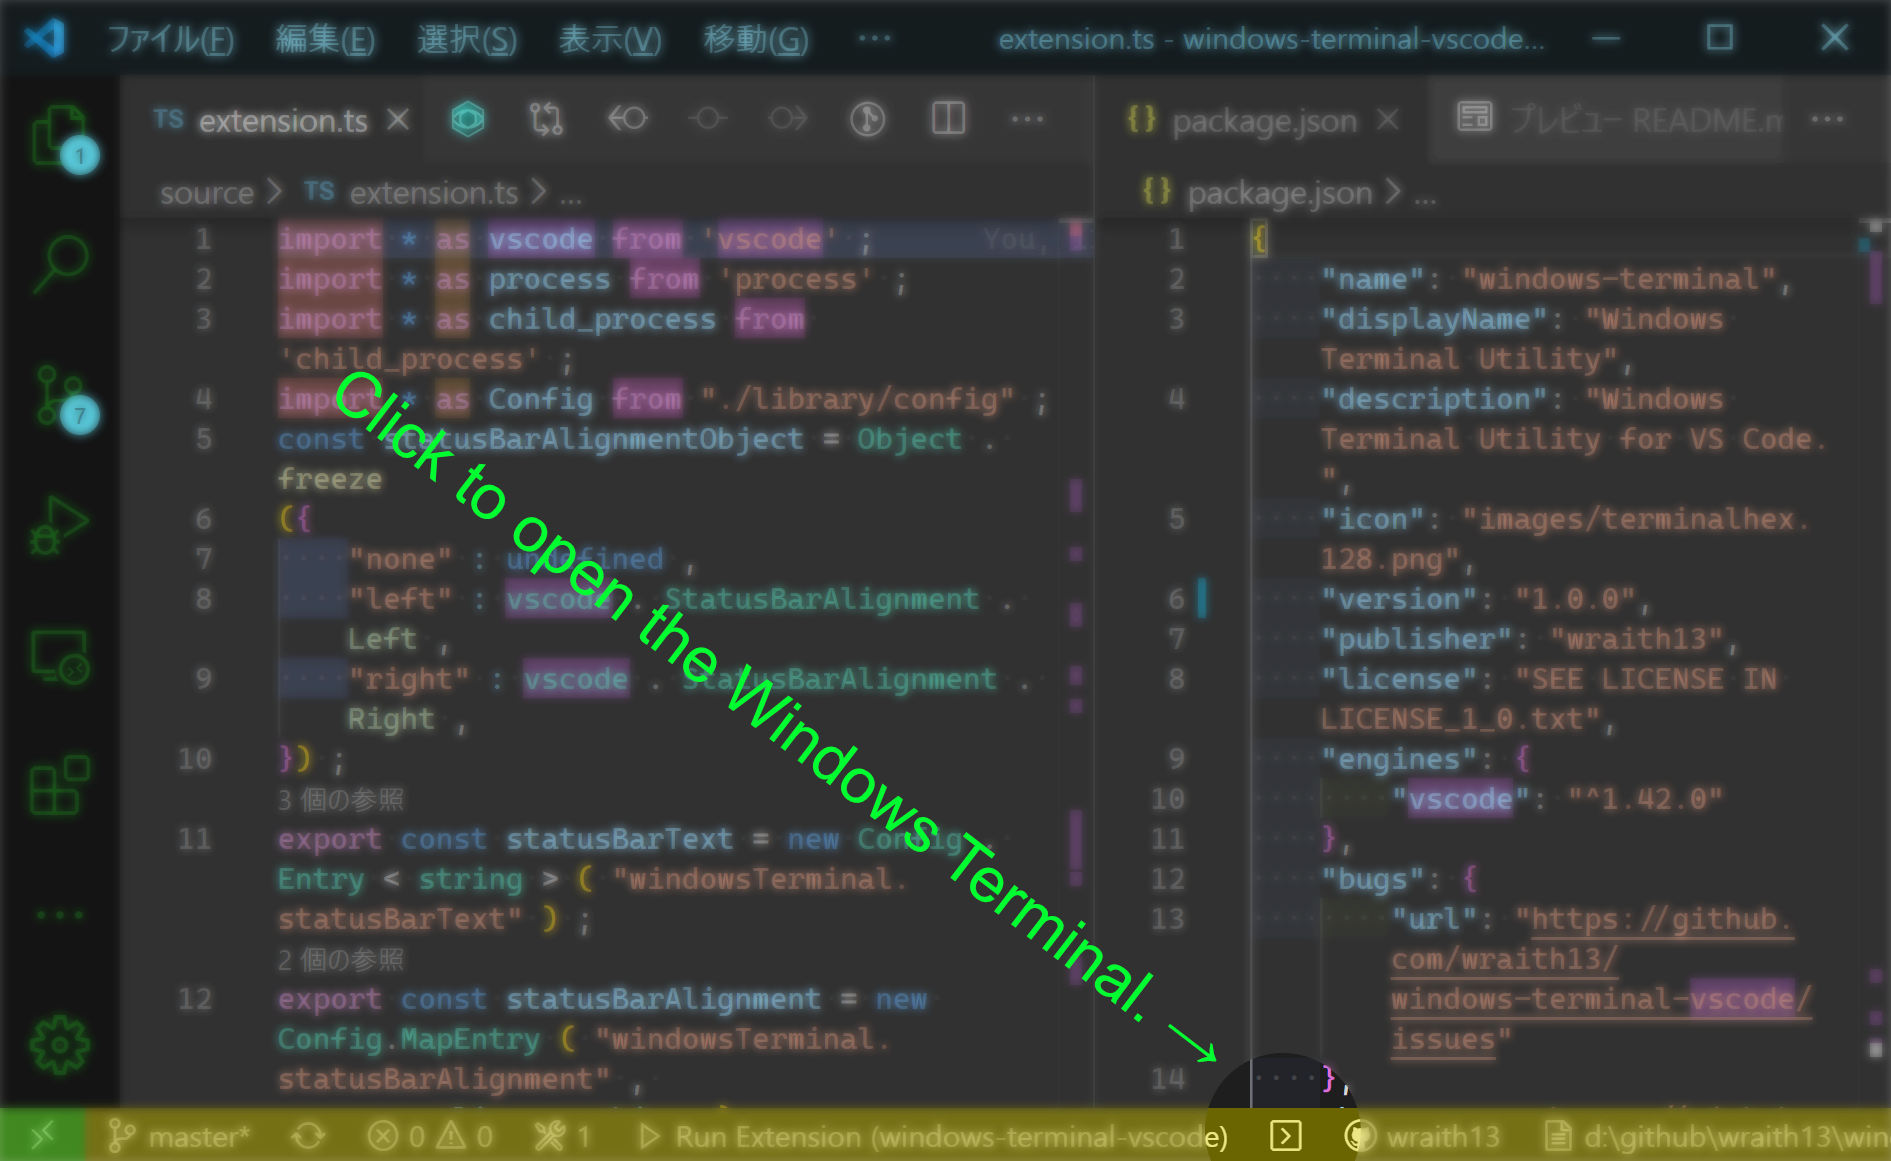 ファイル(F) 編集(E) 選択(S) 表示(V) 移動(G) ··· extension.ts - windows-terminal-vscode...
TS extension.ts
source > TS extension.ts > ...
1 import * as vscode from 'vscode' ; You,
2 import * as process from 'process' ;
3 import * as child_process from
'child_process' ;
4 import * as Config from "./library/config" ;
5 const statusBarAlignmentObject = Object .
freeze
6 ({
7 "none" : undefined ,
8 "left" : vscode . StatusBarAlignment .
Left ,
9 "right" : vscode . StatusBarAlignment .
Right ,
10 }) ;
3 個の参照
11 export const statusBarText = new Config .
Entry < string > ( "windowsTerminal.
statusBarText" ) ;
2 個の参照
12 export const statusBarAlignment = new
Config.MapEntry ( "windowsTerminal.
statusBarAlignment" ,
{} package.json プレビュー README.m ···
{} package.json > ...
1 {
2 "name": "windows-terminal",
3 "displayName": "Windows
Terminal Utility",
4 "description": "Windows
Terminal Utility for VS Code.
",
5 "icon": "images/terminalhex.
128.png",
6 "version": "1.0.0",
7 "publisher": "wraith13",
8 "license": "SEE LICENSE IN
LICENSE_1_0.txt",
9 "engines": {
10 "vscode": "^1.42.0"
11 },
12 "bugs": {
13 "url": "https://github.
com/wraith13/
windows-terminal-vscode/
issues"
14 },
Click to open the Windows Terminal. →
1
7
master* 0 0 1 Run Extension (windows-terminal-vscode) wraith13 d:\github\wraith13\win